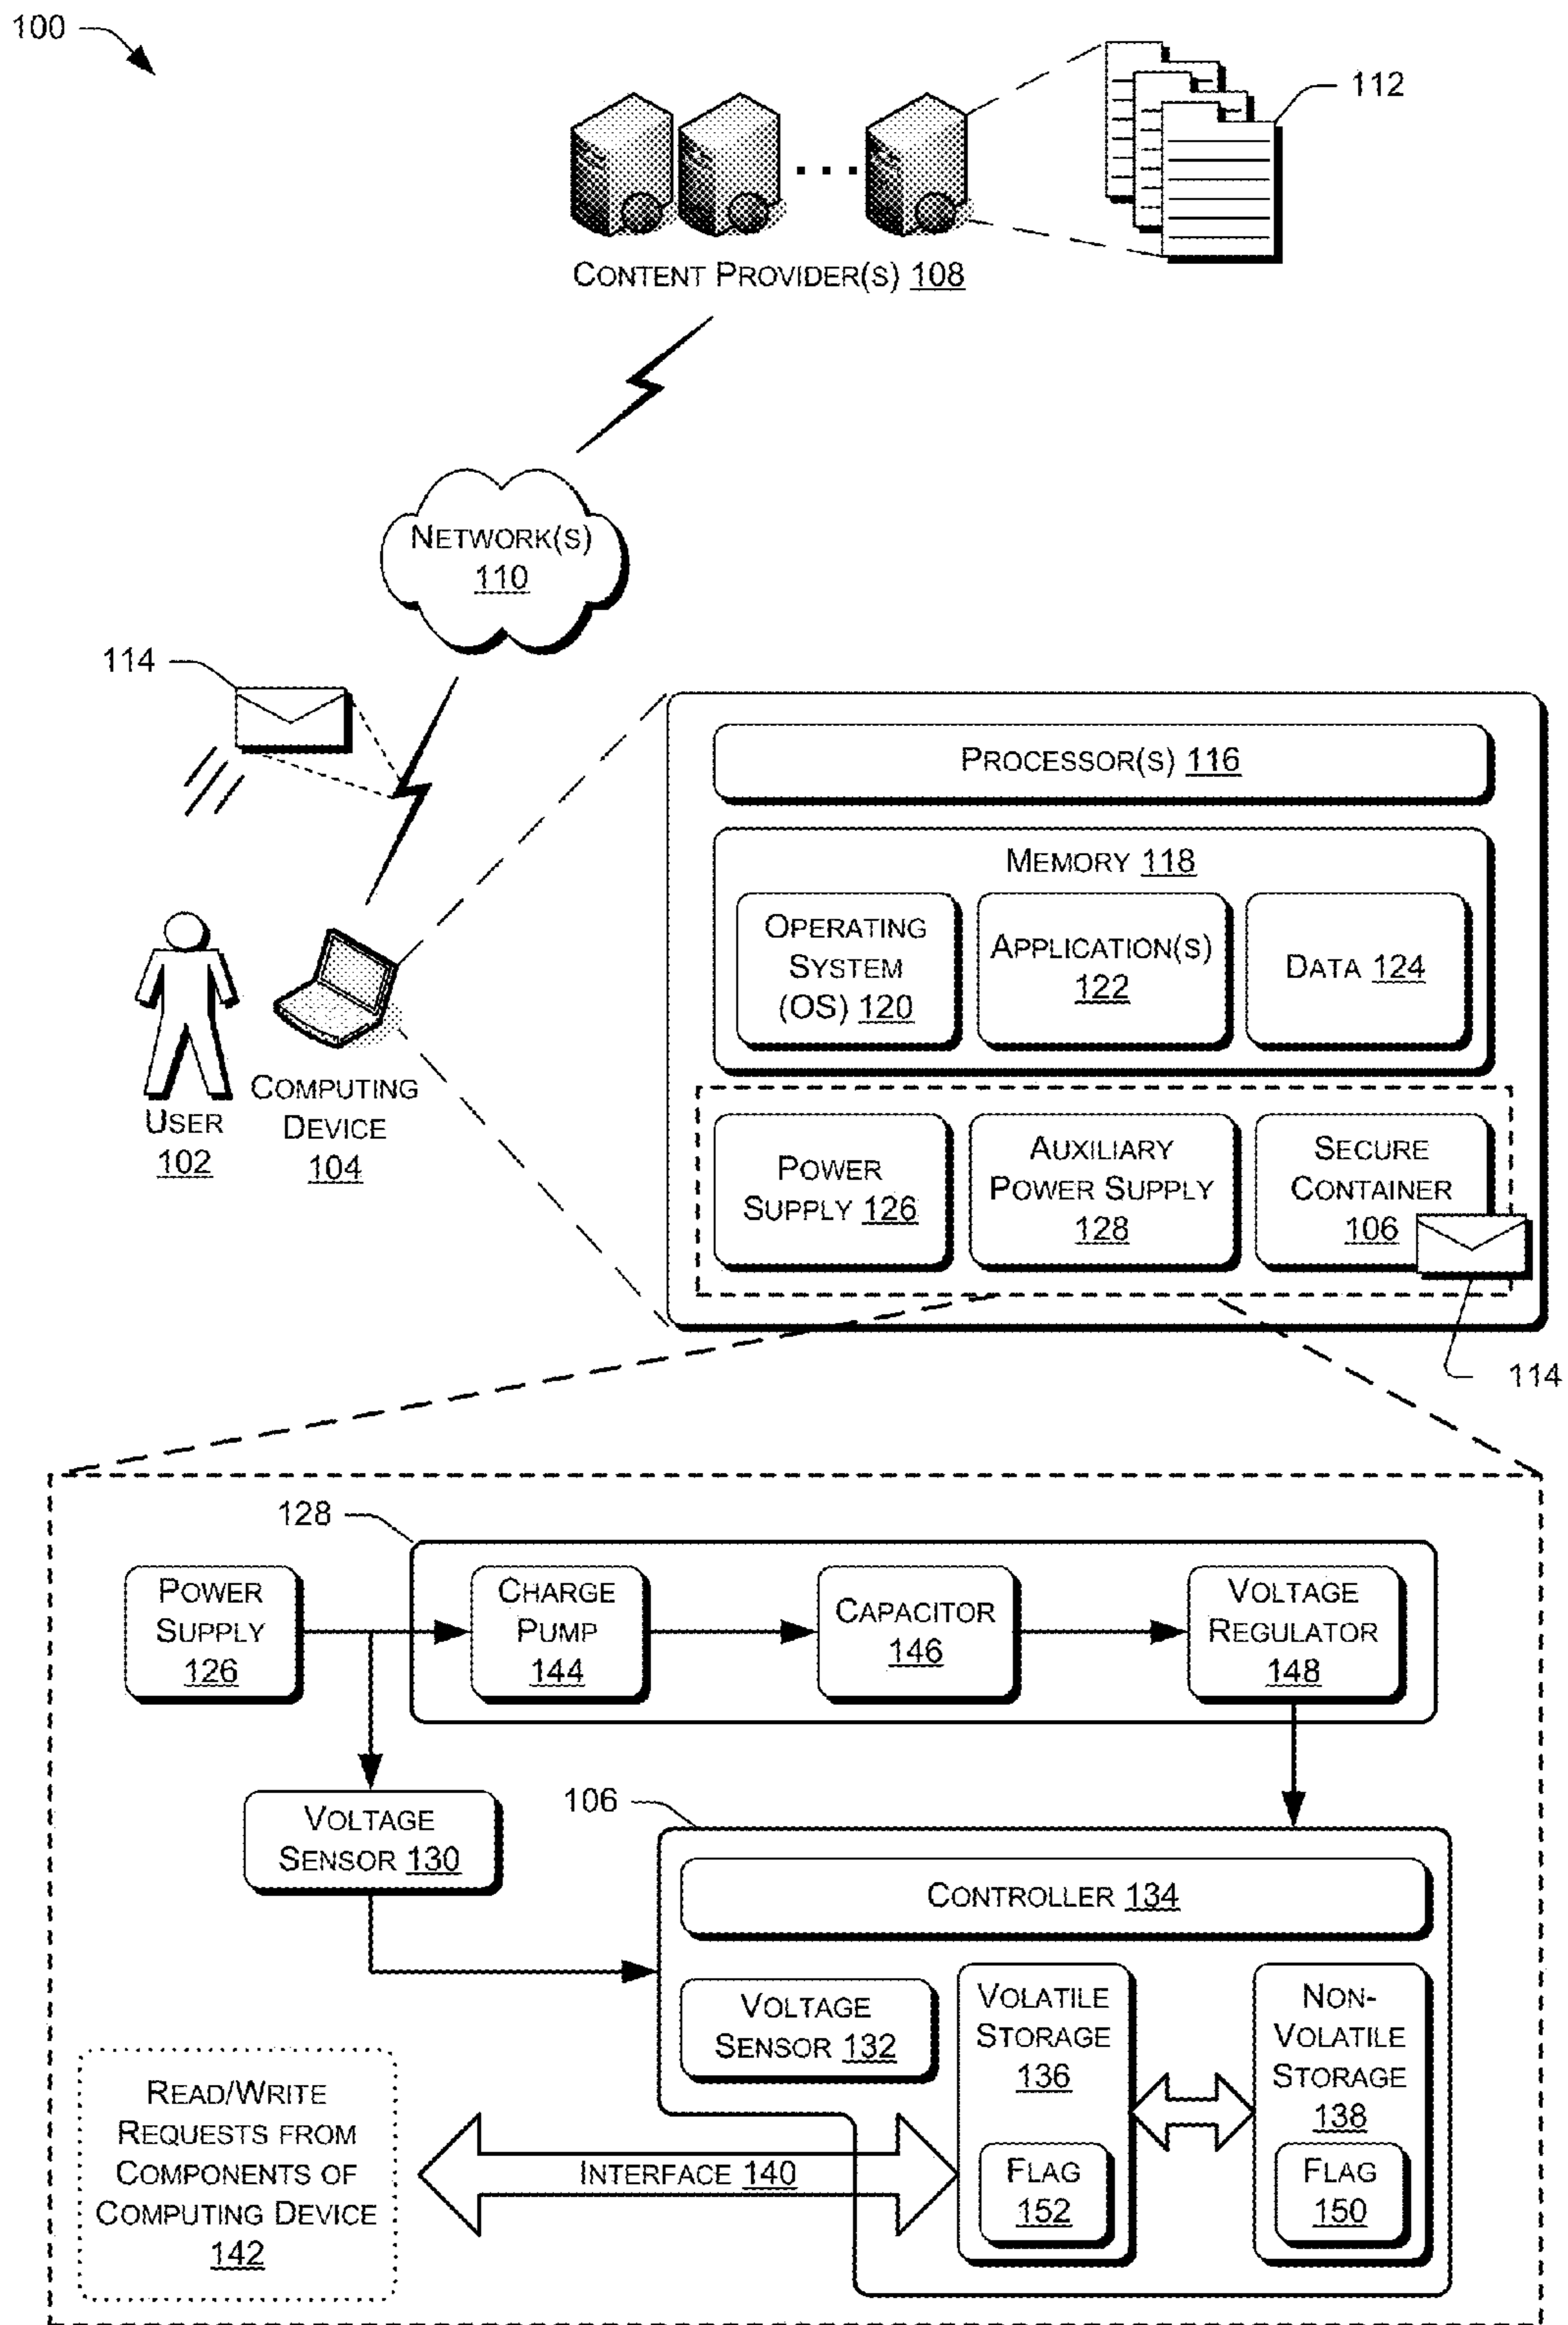 100
112
CONTENT PROVIDER(S) 108
NETWORK(S)
110
114
PROCESSOR(S) 116
MEMORY 118
OPERATING
SYSTEM
(OS) 120
APPLICATION(S)
122
DATA 124
USER
102
COMPUTING
DEVICE
104
POWER
SUPPLY 126
AUXILIARY
POWER SUPPLY
128
SECURE
CONTAINER
106
114
128
POWER
SUPPLY
126
CHARGE
PUMP
144
CAPACITOR
146
VOLTAGE
REGULATOR
148
VOLTAGE
SENSOR 130
106
CONTROLLER 134
VOLTAGE
SENSOR 132
VOLATILE
STORAGE
136
NON-
VOLATILE
STORAGE
138
READ/WRITE
REQUESTS FROM
COMPONENTS OF
COMPUTING DEVICE
142
INTERFACE 140
FLAG
152
FLAG
150